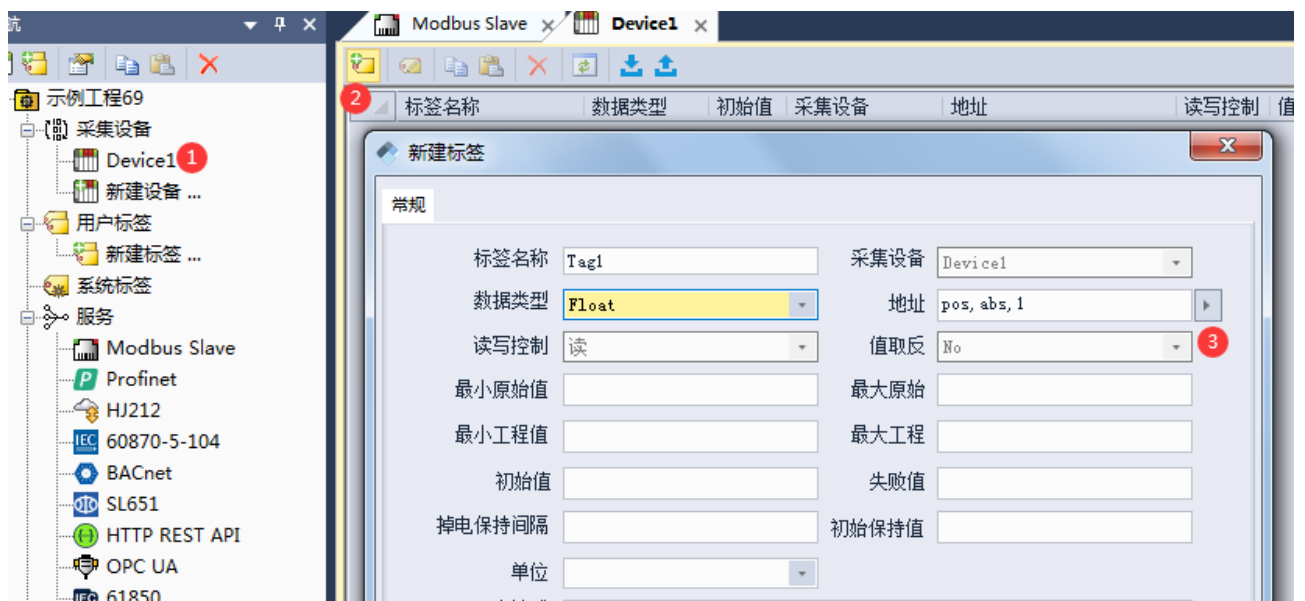 航
Modbus Slave
Device1
示例工程69
采集设备
Device1 1
新建设备 ...
用户标签
新建标签 ...
系统标签
服务
Modbus Slave
Profinet
HJ212
IEC 60870-5-104
BACnet
SL651
HTTP REST API
OPC UA
IEC 61850
2
标签名称 数据类型 初始值 采集设备 地址 读写控制 值
新建标签
常规
标签名称 Tag1 采集设备 Device1
数据类型 Float 地址 pos, abs, 1
读写控制 读 值取反 No 3
最小原始值 最大原始
最小工程值 最大工程
初始值 失败值
掉电保持间隔 初始保持值
单位